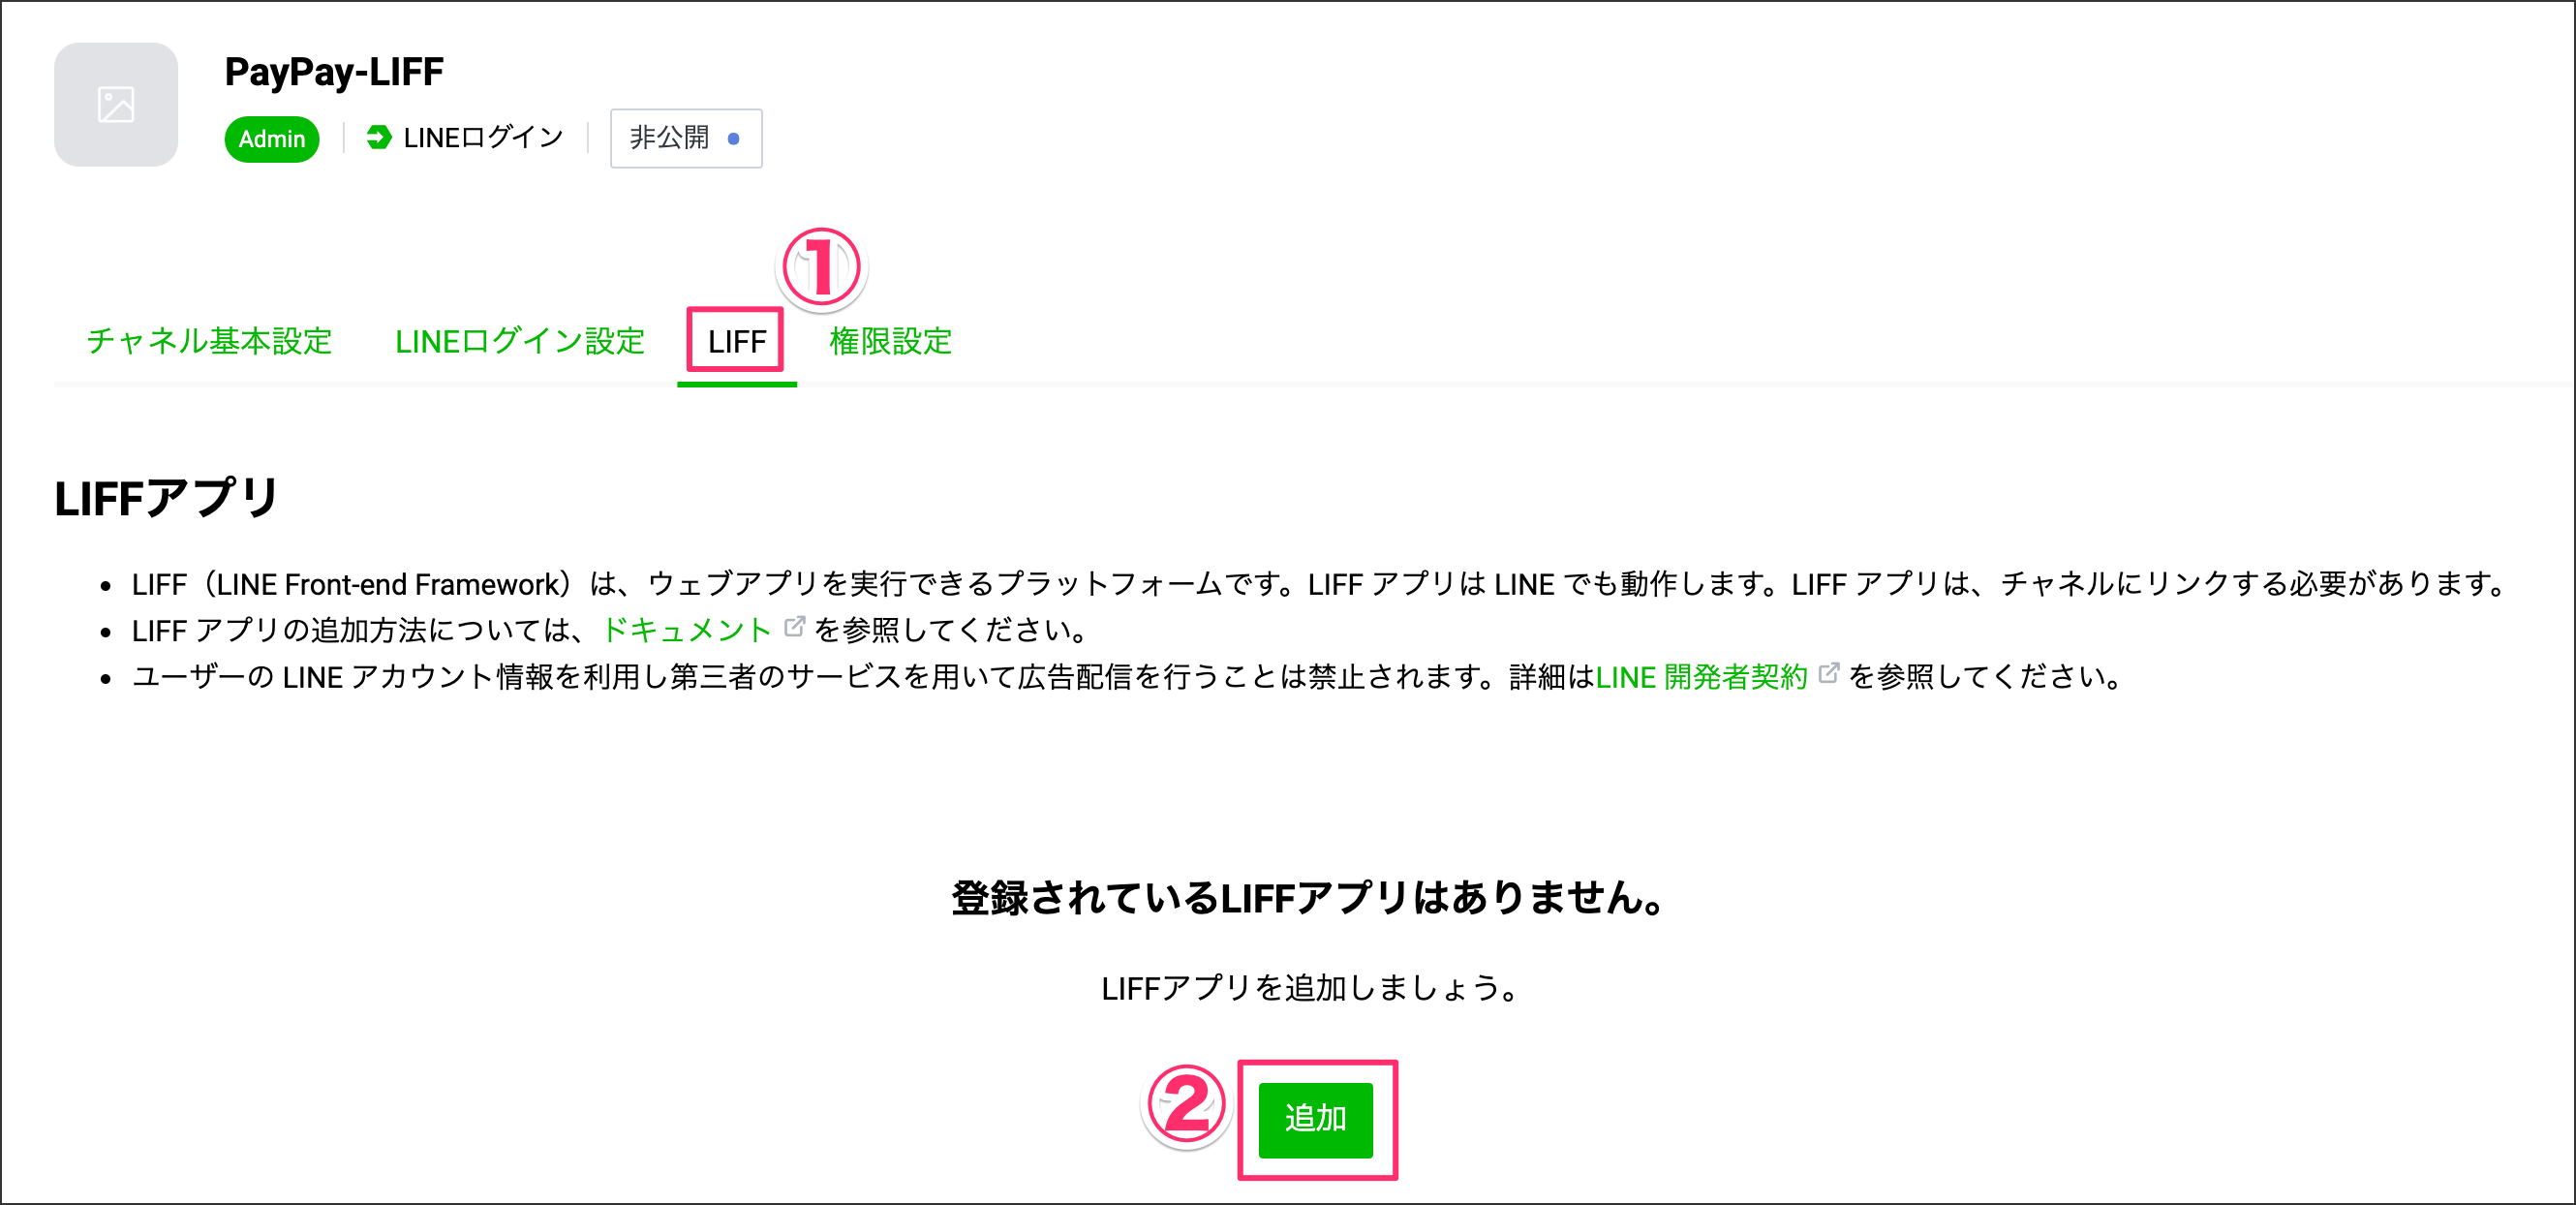 PayPay-LIFF
Admin
LINEログイン
非公開
①
チャネル基本設定
LINEログイン設定
LIFF
権限設定
LIFFアプリ
• LIFF（LINE Front-end Framework）は、ウェブアプリを実行できるプラットフォームです。LIFF アプリは LINE でも動作します。LIFF アプリは、チャネルにリンクする必要があります。
• LIFF アプリの追加方法については、ドキュメント を参照してください。
• ユーザーの LINE アカウント情報を利用し第三者のサービスを用いて広告配信を行うことは禁止されます。詳細はLINE 開発者契約 を参照してください。
登録されているLIFFアプリはありません。
LIFFアプリを追加しましょう。
②
追加